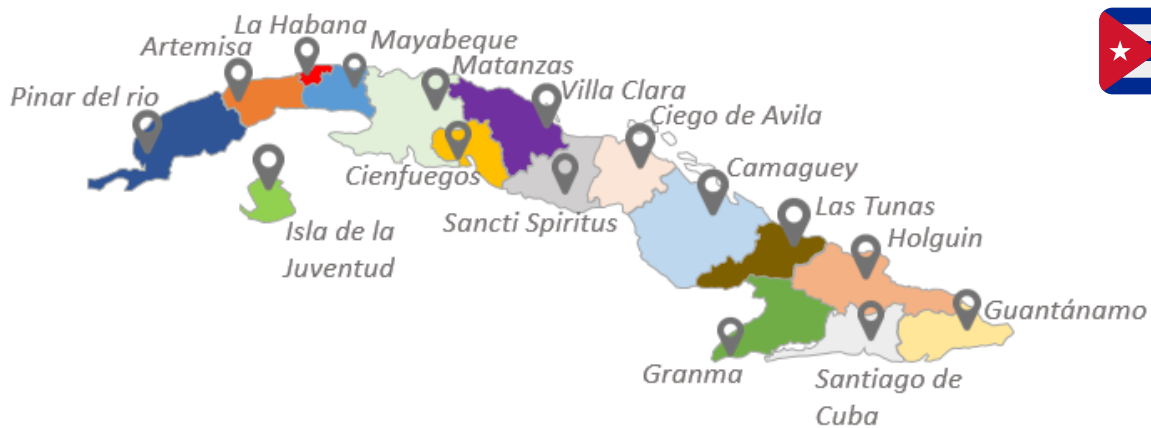 La Habana
Artemisa
Mayabeque
Matanzas
Pinar del rio
Villa Clara
Ciego de Avila
Cienfuegos
Camaguey
Sancti Spiritus
Las Tunas
Isla de la
Juventud
Holguin
Guantánamo
Granma
Santiago de
Cuba